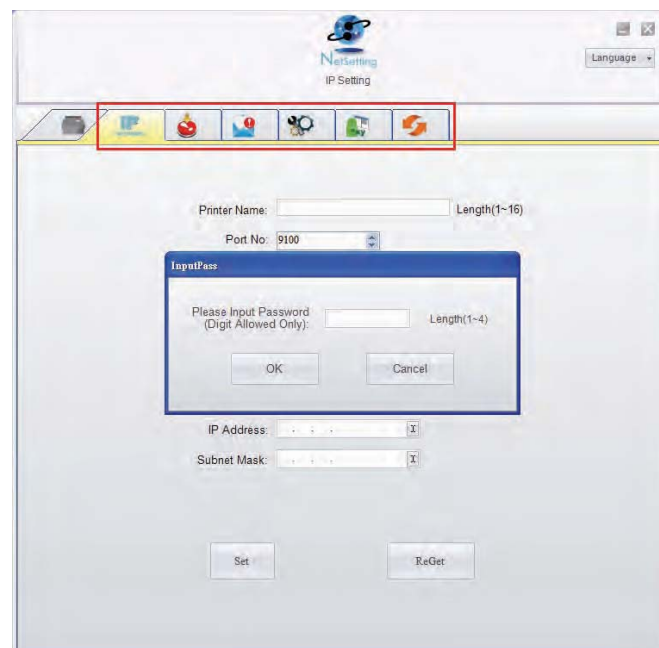 NetSetting
Language
IP Setting
IP
Printer Name:
Length(1~16)
Port No:
9100
InputPass
Please Input Password
(Digit Allowed Only):
Length(1~4)
OK
Cancel
IP Address:
. . .
X
Subnet Mask:
. . .
X
Set
ReGet